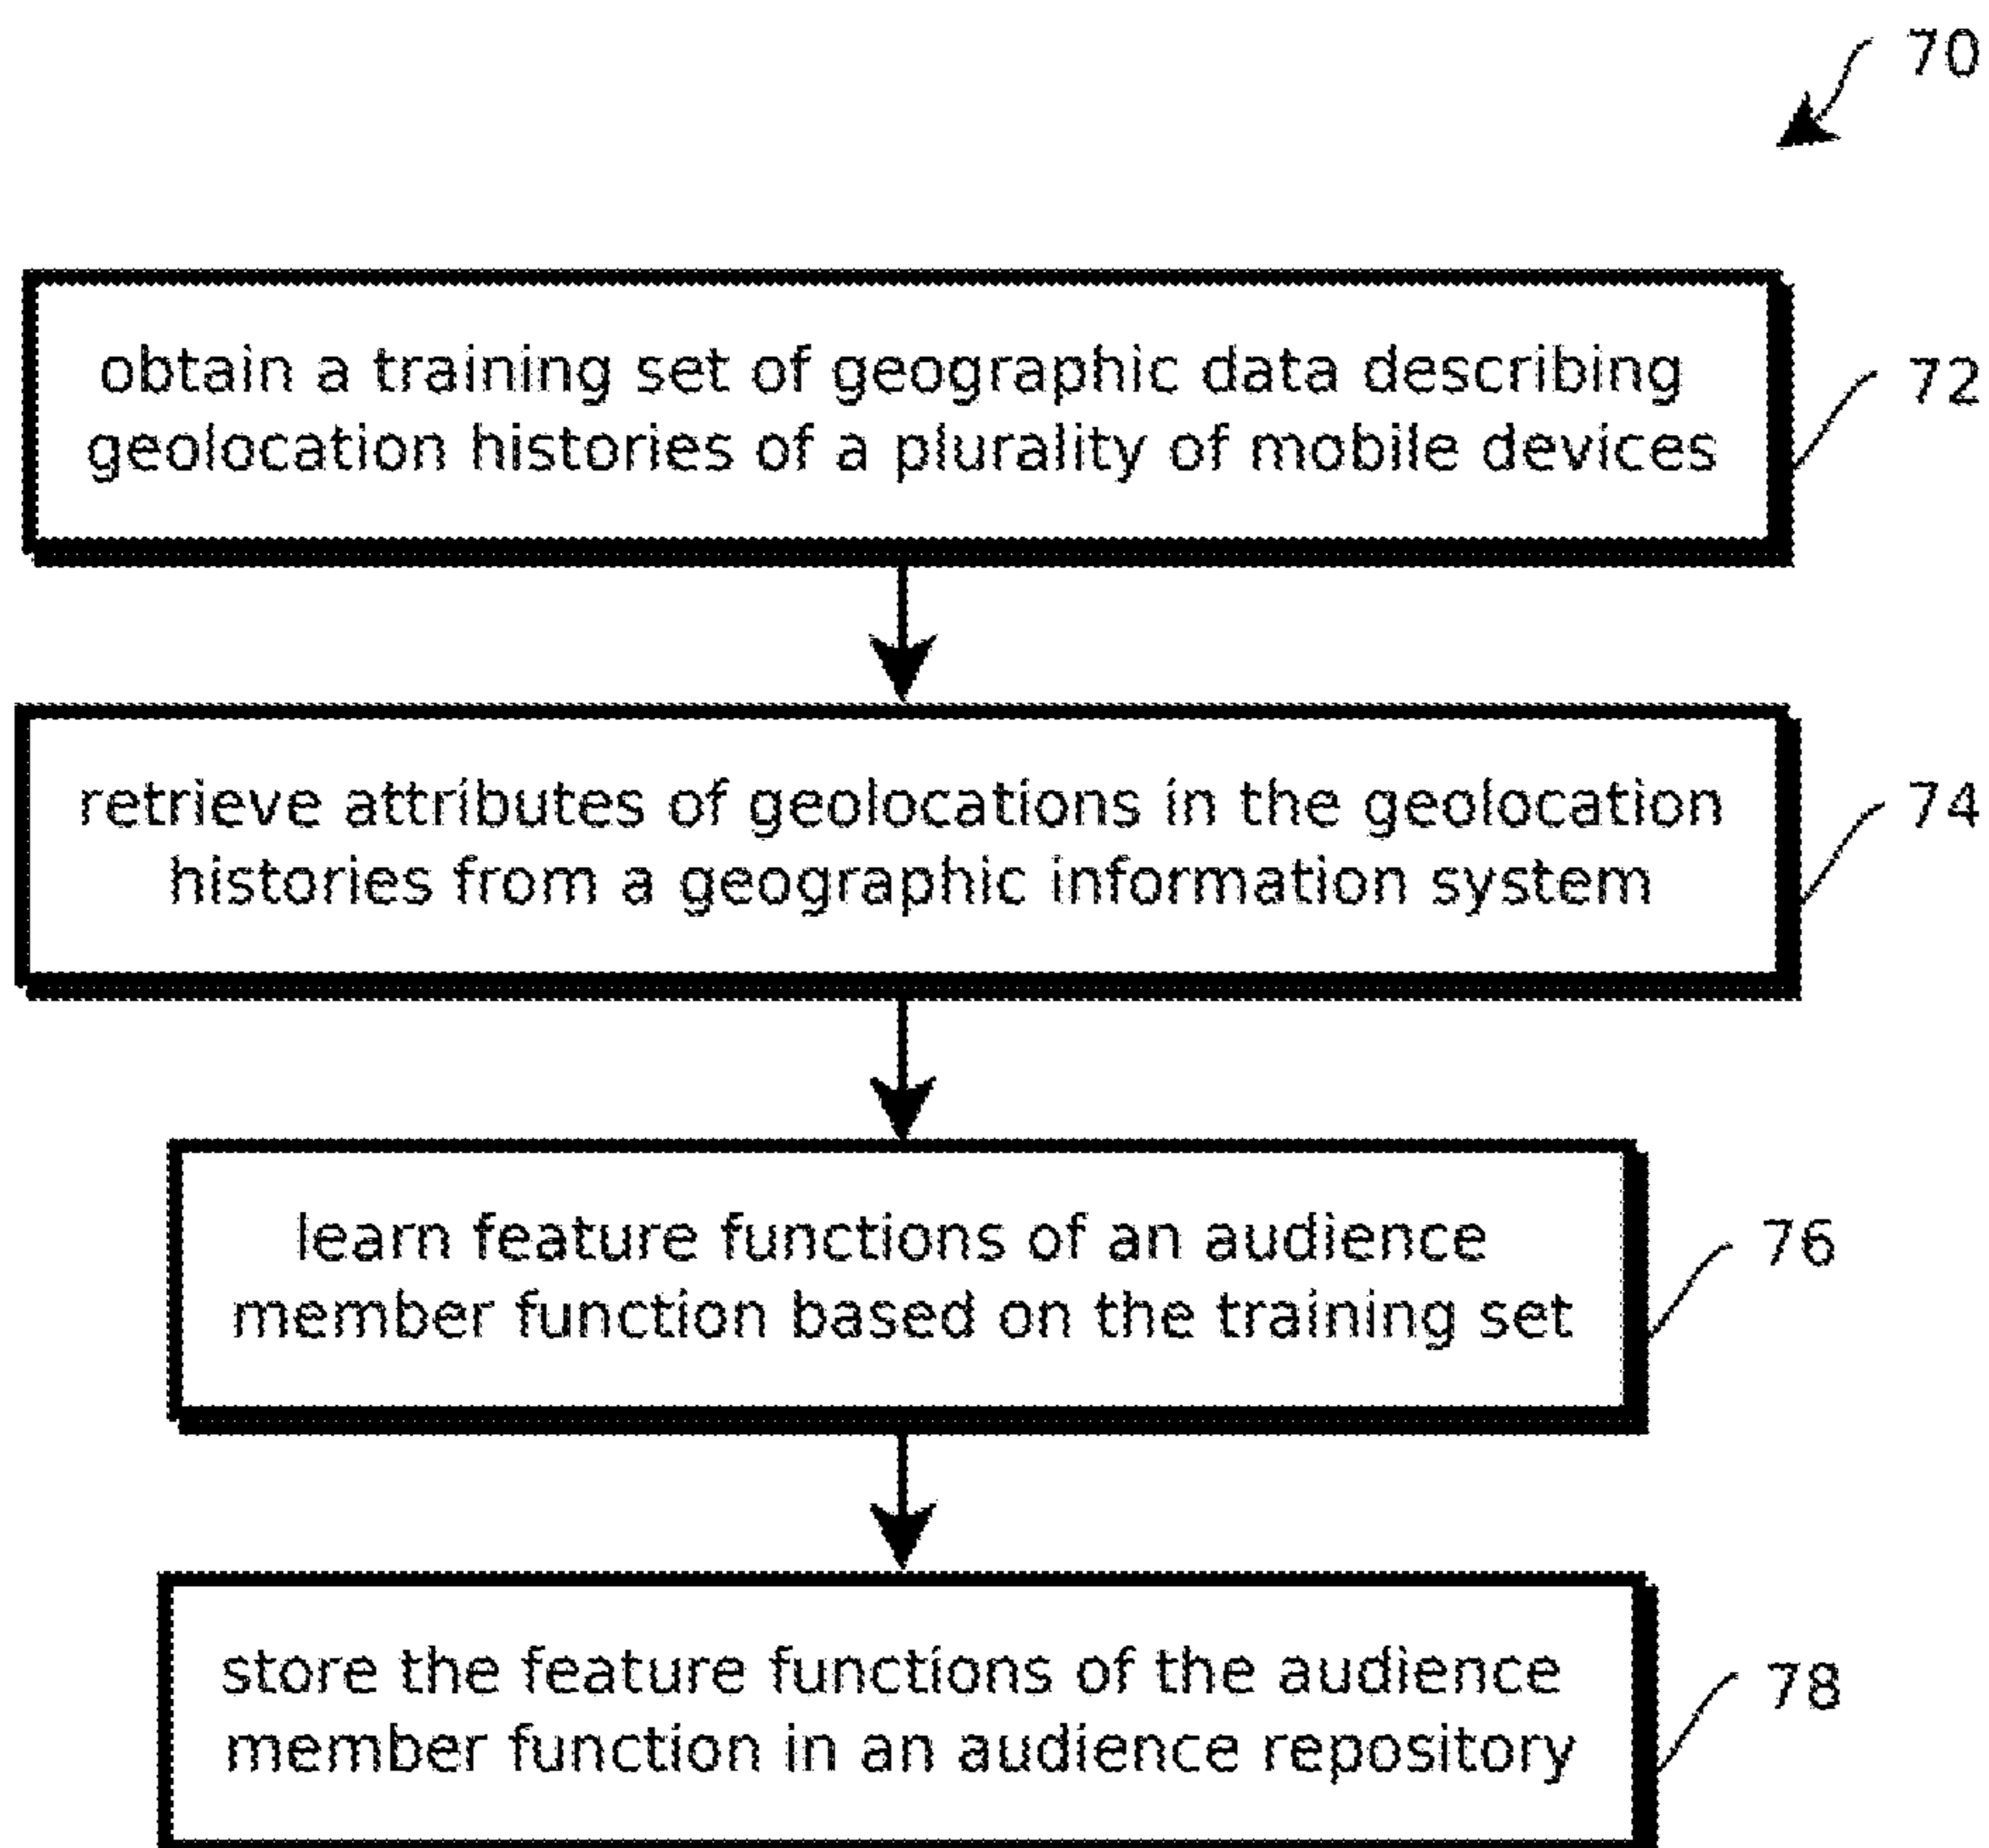 70
obtain a training set of geographic data describing
geolocation histories of a plurality of mobile devices
72
retrieve attributes of geolocations in the geolocation
histories from a geographic information system
74
learn feature functions of an audience
member function based on the training set
76
store the feature functions of the audience
member function in an audience repository
78